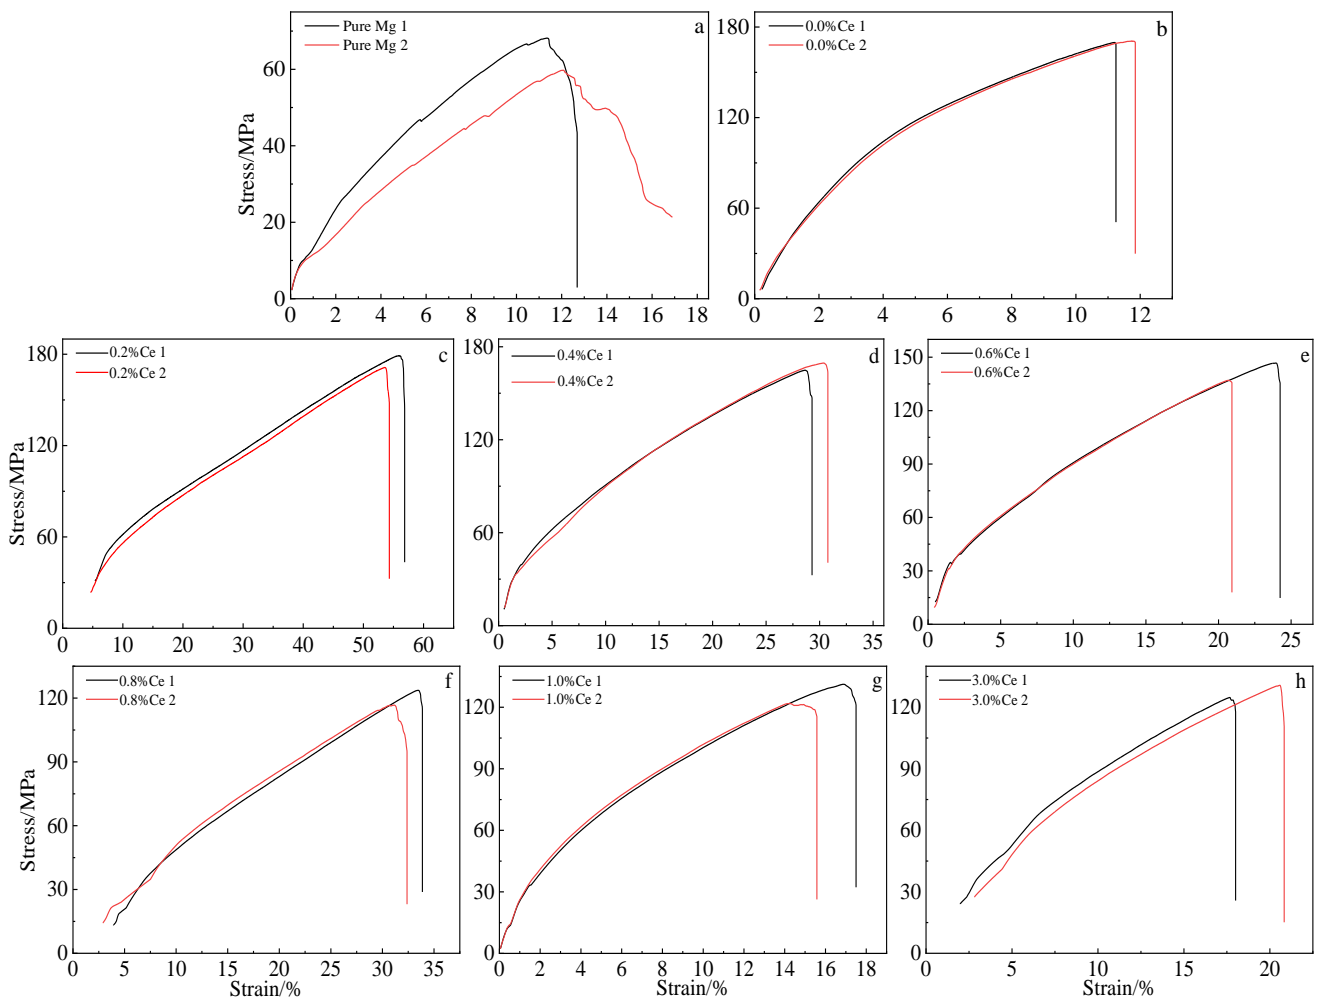 Pure Mg 1
Pure Mg 2
a
Stress/MPa
60
40
20
0
0 2 4 6 8 10 12 14 16 18
0.0%Ce 1
0.0%Ce 2
b
180
120
60
0
0 2 4 6 8 10 12
0.2%Ce 1
0.2%Ce 2
c
Stress/MPa
180
120
60
0
0 10 20 30 40 50 60
0.4%Ce 1
0.4%Ce 2
d
180
120
60
0
0 5 10 15 20 25 30 35
0.6%Ce 1
0.6%Ce 2
e
150
120
90
60
30
0
0 5 10 15 20 25
0.8%Ce 1
0.8%Ce 2
f
Stress/MPa
120
90
60
30
0
0 5 10 15 20 25 30 35
Strain/%
1.0%Ce 1
1.0%Ce 2
g
120
90
60
30
0
0 2 4 6 8 10 12 14 16 18
Strain/%
3.0%Ce 1
3.0%Ce 2
h
120
90
60
30
0
0 5 10 15 20
Strain/%